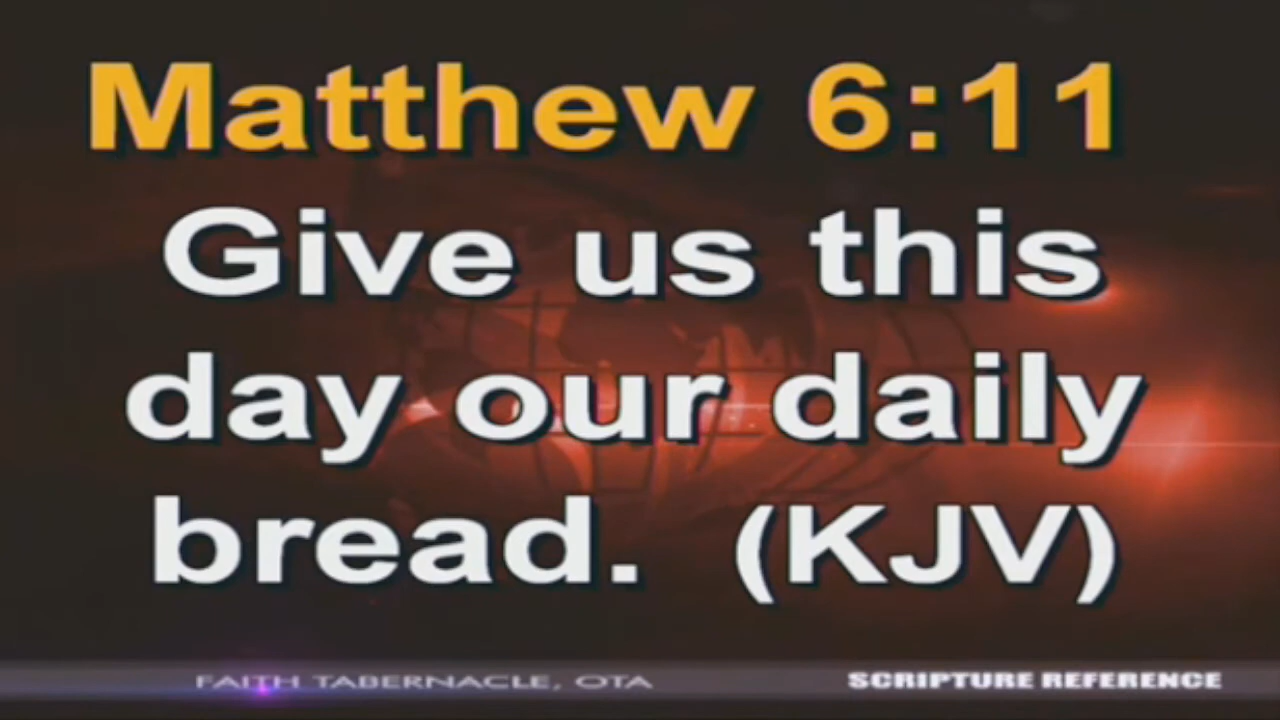 Matthew 6:11
Give us this
day our daily
bread. (KJV)
FAITH TABERNACLE, OTA
SCRIPTURE REFERENCE